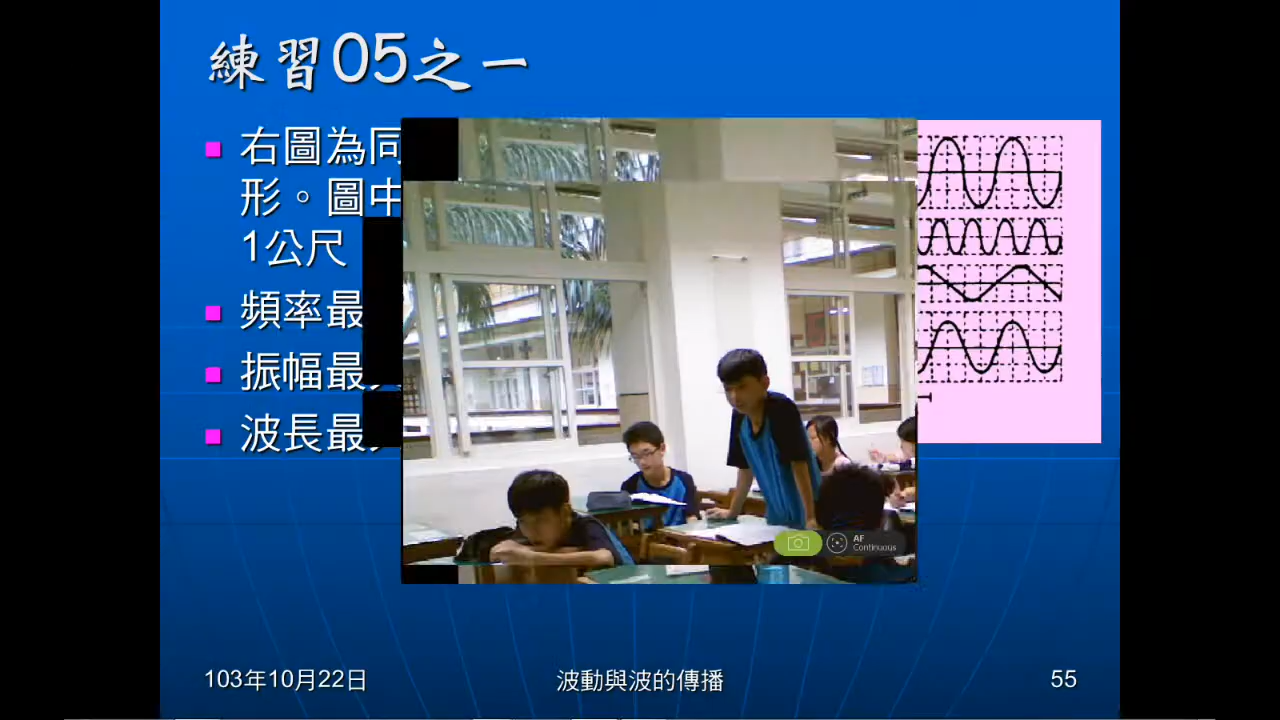 練習05之一
右圖為同
形。圖中
1公尺
頻率最
振幅最
波長最
AF
Continuous
103年10月22日
波動與波的傳播
55